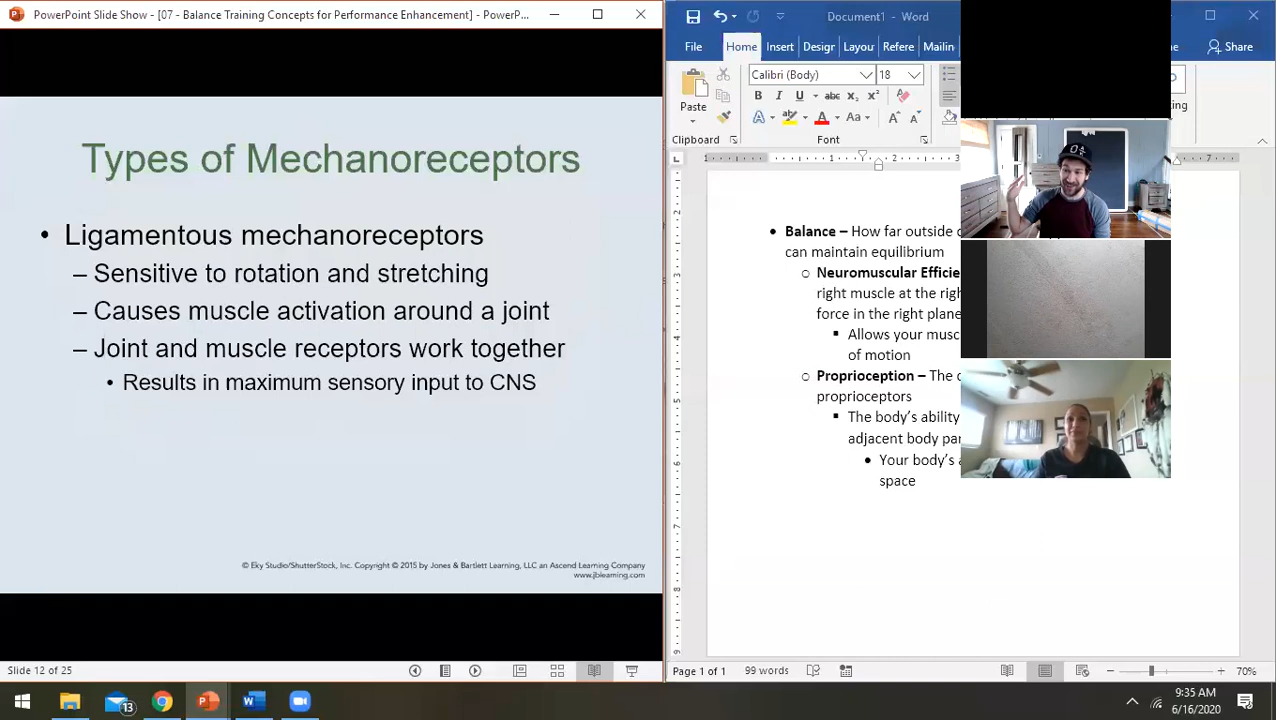 PowerPoint Slide Show - [07 - Balance Training Concepts for Performance Enhancement] - PowerP...
Types of Mechanoreceptors
• Ligamentous mechanoreceptors
– Sensitive to rotation and stretching
– Causes muscle activation around a joint
– Joint and muscle receptors work together
• Results in maximum sensory input to CNS
© Eky Studio/ShutterStock, Inc. Copyright © 2015 by Jones & Bartlett Learning, LLC an Ascend Learning Company
www.jblearning.com
Slide 12 of 25
Document1 - Word
File Home Insert Design Layou Refere Mailin Share
Paste
Calibri (Body) 18
B I U abc X₂ X²
A A Aa A A
Clipboard Font
• Balance – How far outside
can maintain equilibrium
○ Neuromuscular Efficie
right muscle at the righ
force in the right plane
▪ Allows your musc
of motion
○ Proprioception – The
proprioceptors
▪ The body's ability
adjacent body par
• Your body's
space
Page 1 of 1 99 words 70%
13
9:35 AM
6/16/2020